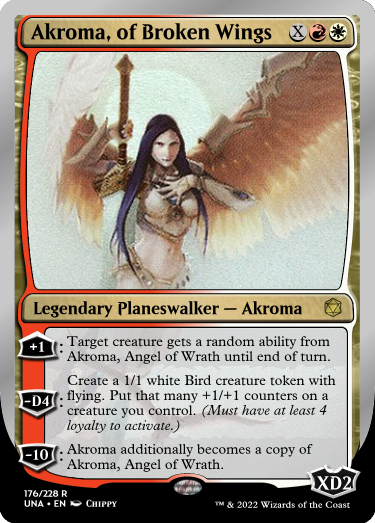 Akroma, of Broken Wings X
Legendary Planeswalker — Akroma
+1: Target creature gets a random ability from
Akroma, Angel of Wrath until end of turn.
Create a 1/1 white Bird creature token with
-D4: flying. Put that many +1/+1 counters on a
creature you control. (Must have at least 4
loyalty to activate.)
-10: Akroma additionally becomes a copy of
Akroma, Angel of Wrath.
XD2
176/228 R
UNA • EN CHIPPY
™ & 2022 Wizards of the Coast